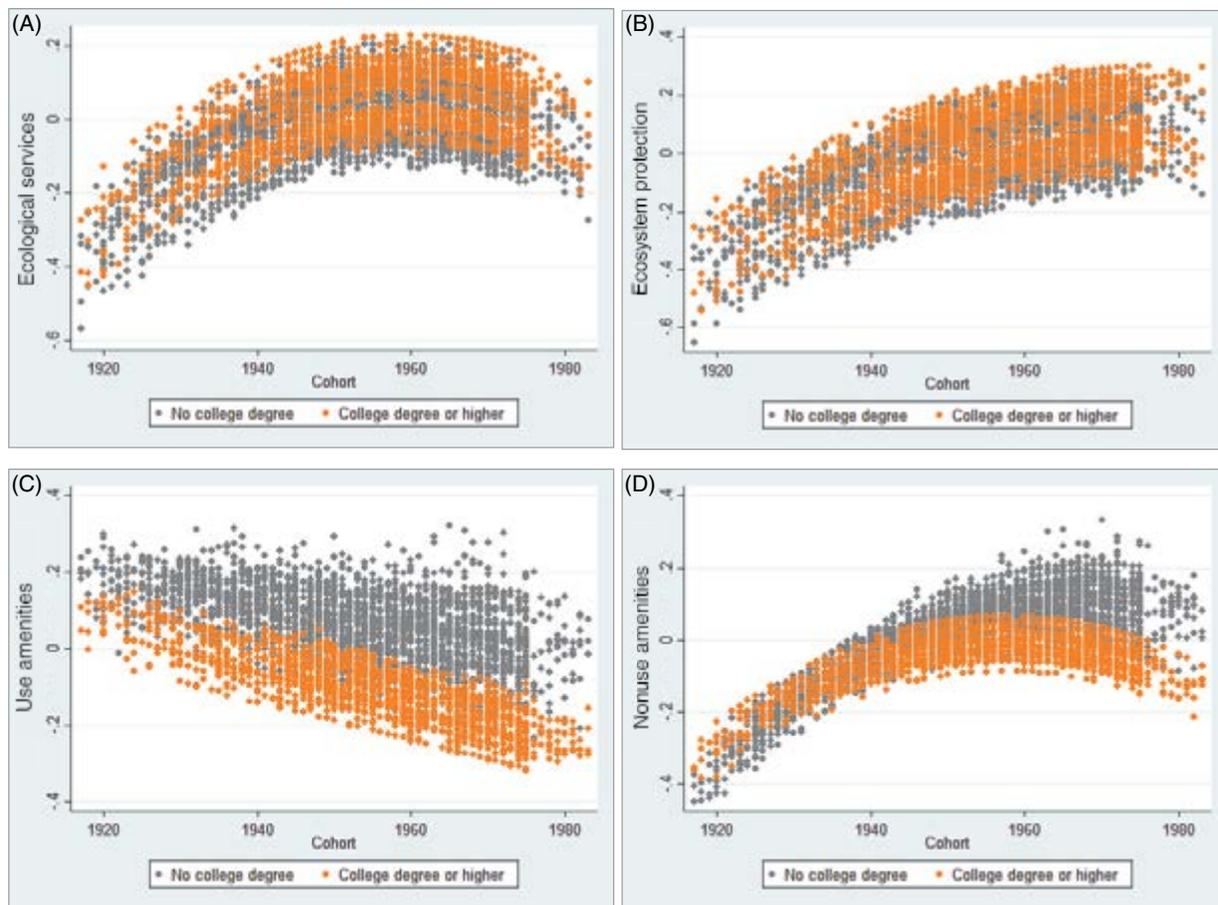 (A)
Ecological services
.2
0
-.2
-.4
-.6
1920 1940 1960 1980
Cohort
No college degree College degree or higher
(B)
Ecosystem protection
.4
.2
0
-.2
-.4
-.6
1920 1940 1960 1980
Cohort
No college degree College degree or higher
(C)
Use amenities
.4
.2
0
-.2
-.4
1920 1940 1960 1980
Cohort
No college degree College degree or higher
(D)
Nonuse amenities
.4
.2
0
-.2
-.4
1920 1940 1960 1980
Cohort
No college degree College degree or higher